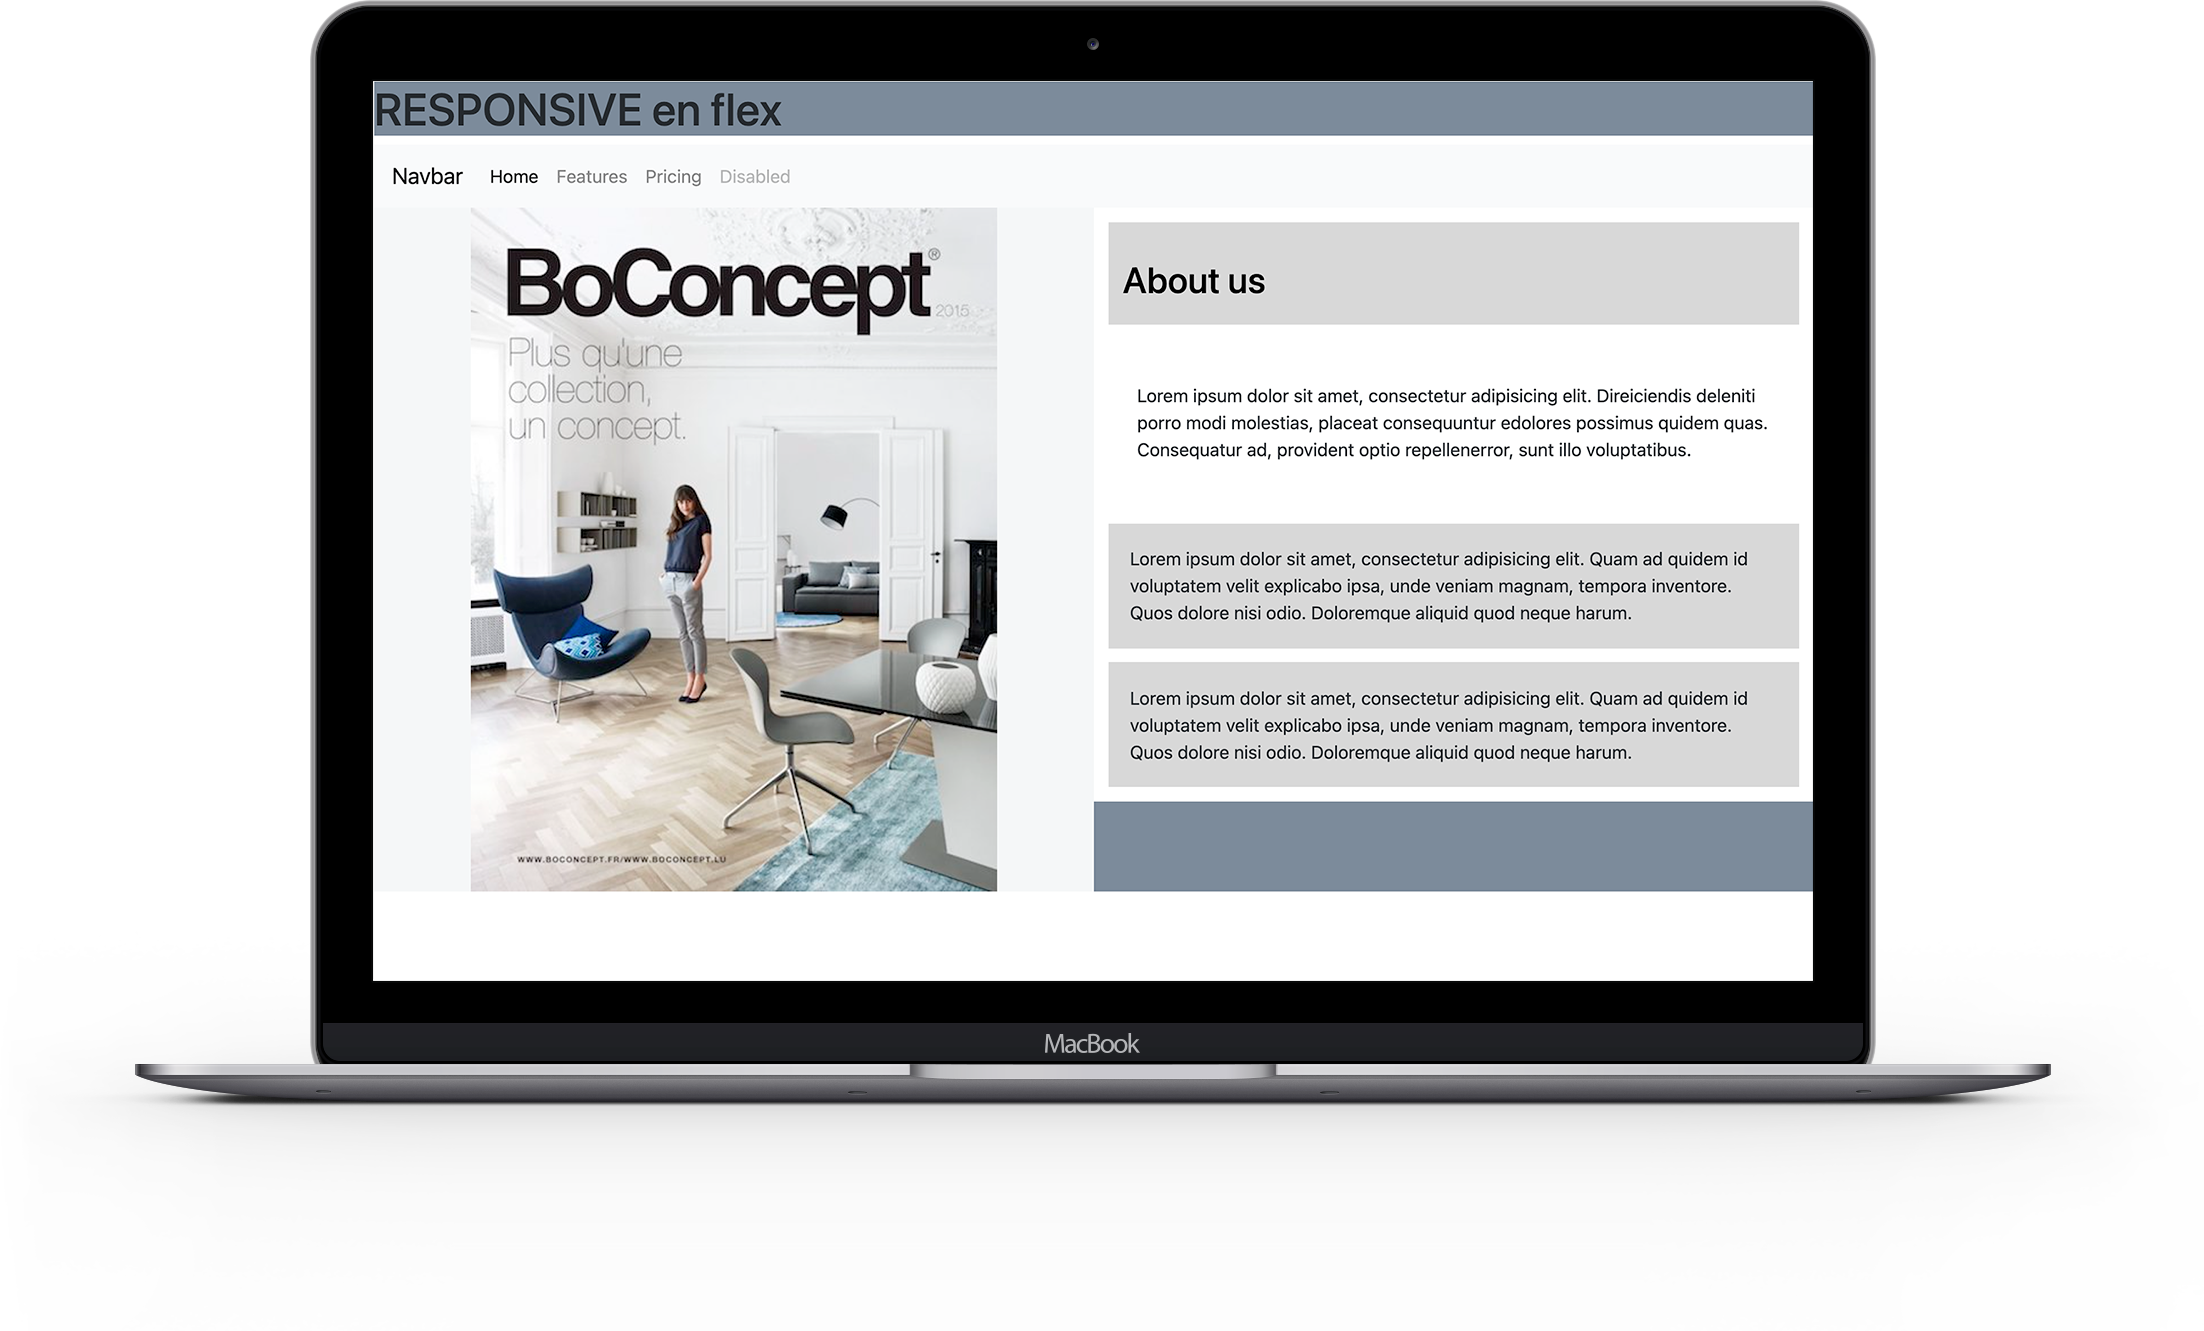 RESPONSIVE en flex
Navbar Home Features Pricing Disabled
BoConcept® 2015
Plus qu'une
collection,
un concept.
WWW.BOCONCEPT.FR/WWW.BOCONCEPT.LU
About us
Lorem ipsum dolor sit amet, consectetur adipisicing elit. Direiciendis deleniti
porro modi molestias, placeat consequuntur edolores possimus quidem quas.
Consequatur ad, provident optio repellenerror, sunt illo voluptatibus.
Lorem ipsum dolor sit amet, consectetur adipisicing elit. Quam ad quidem id
voluptatem velit explicabo ipsa, unde veniam magnam, tempora inventore.
Quos dolore nisi odio. Doloremque aliquid quod neque harum.
Lorem ipsum dolor sit amet, consectetur adipisicing elit. Quam ad quidem id
voluptatem velit explicabo ipsa, unde veniam magnam, tempora inventore.
Quos dolore nisi odio. Doloremque aliquid quod neque harum.
MacBook